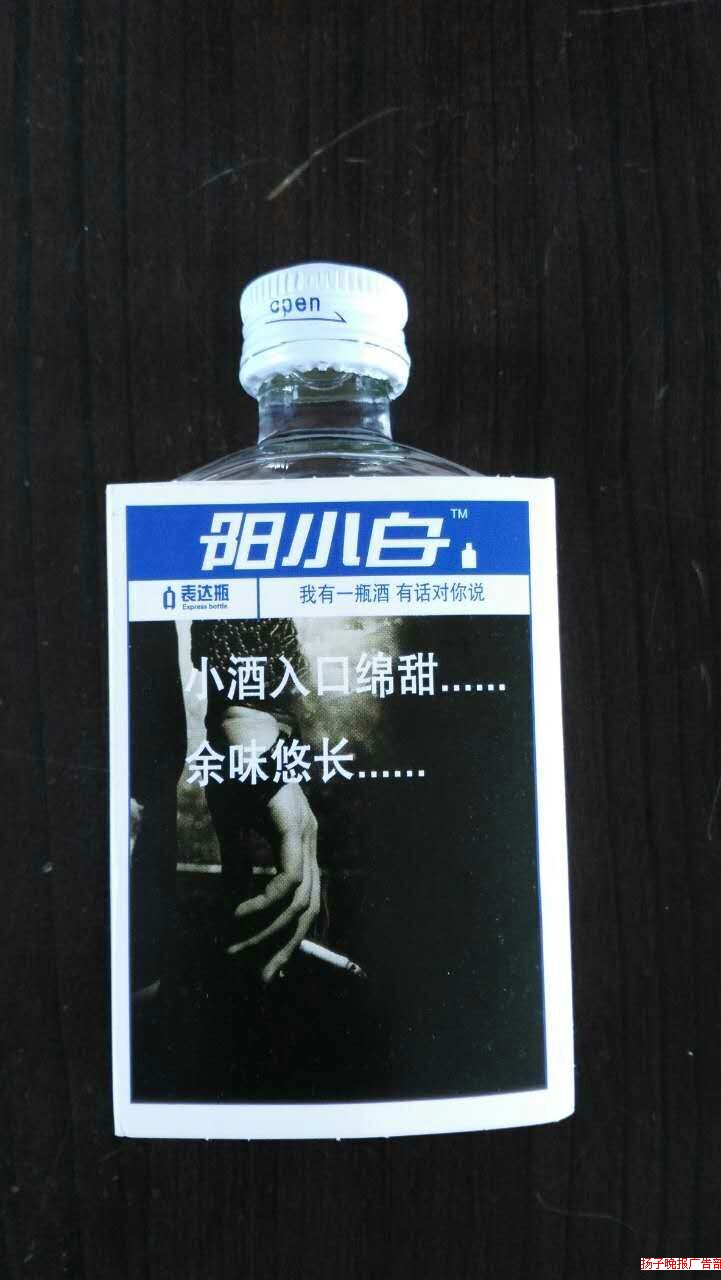 open
阳小白TM
表达瓶
Express bottle
我有一瓶酒 有话对你说
小酒入口绵甜……
余味悠长……
扬子晚报广告部